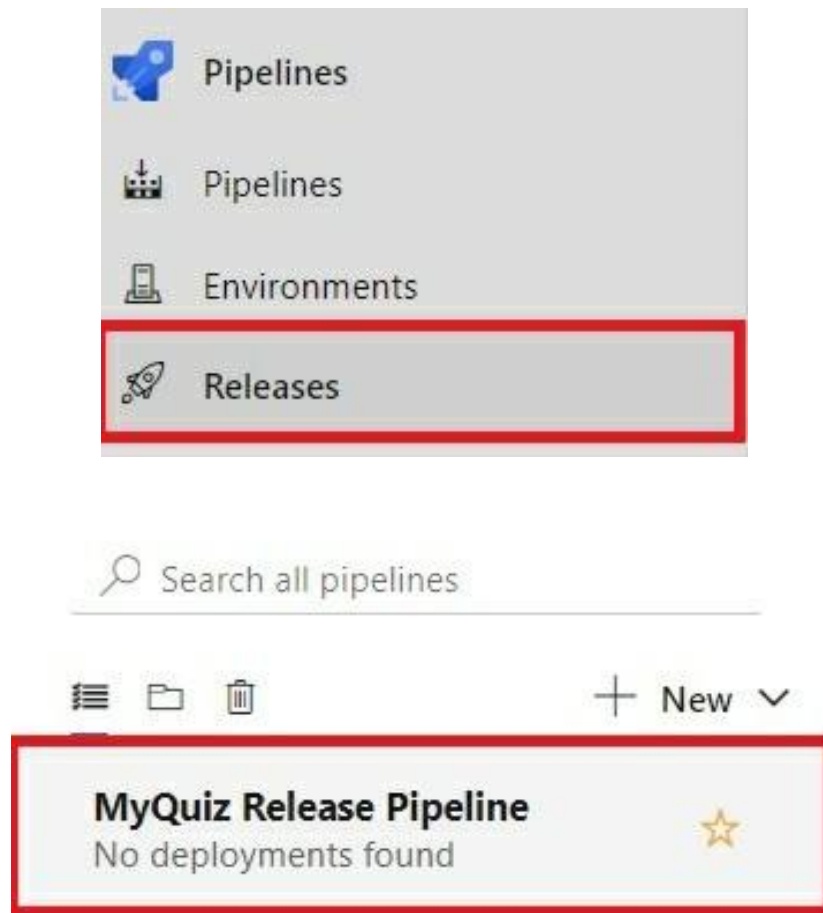 Pipelines
Pipelines
Environments
Releases
Search all pipelines
New
MyQuiz Release Pipeline
No deployments found